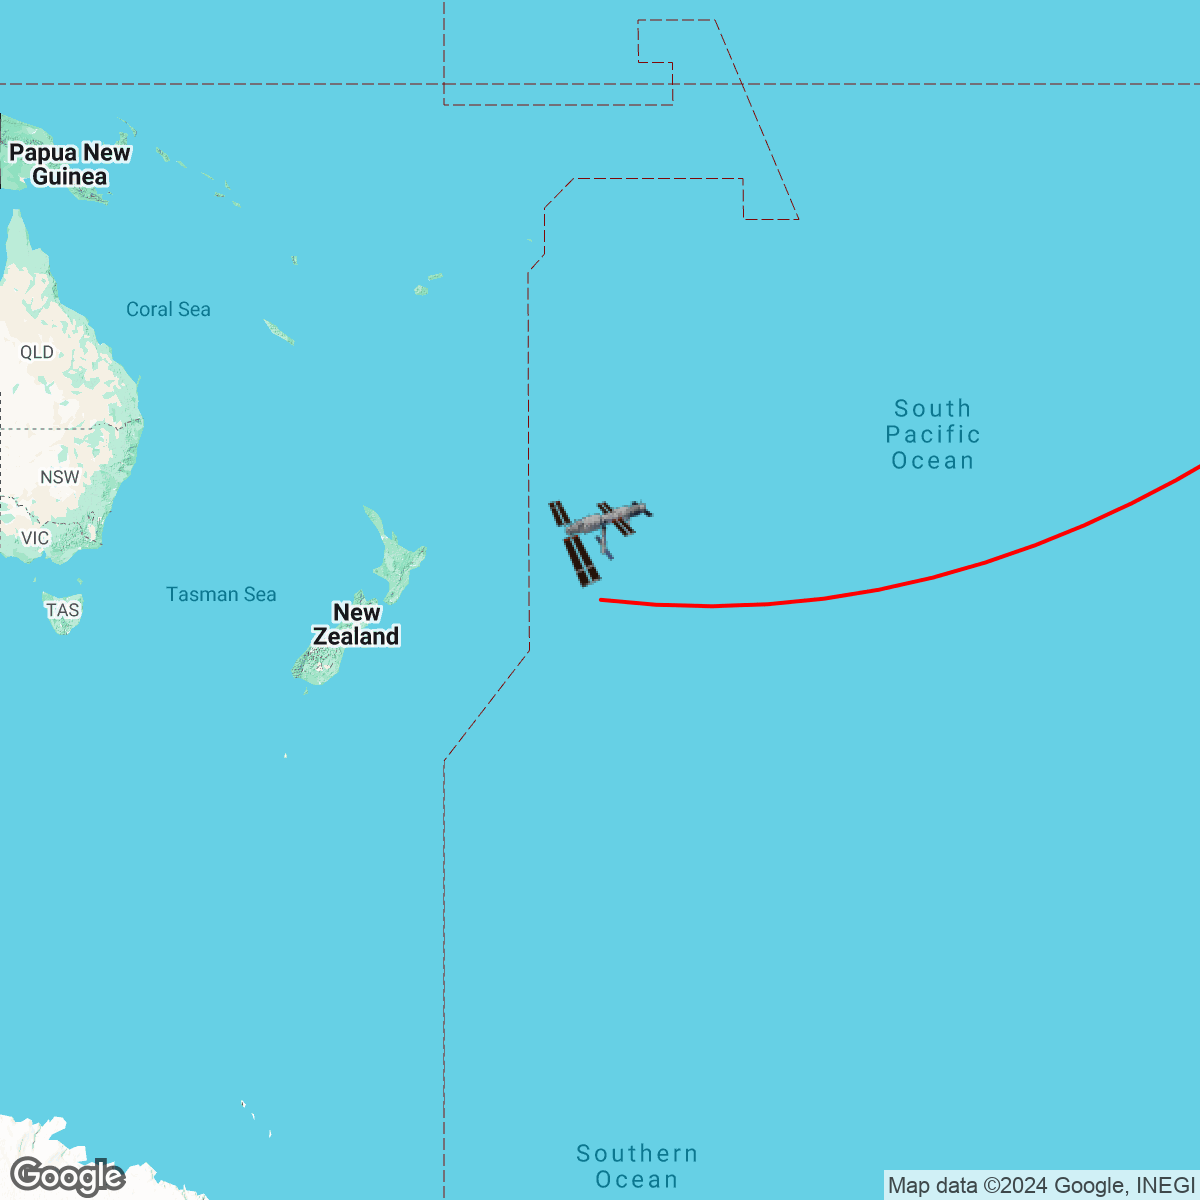 Papua New
Guinea
Coral Sea
QLD
South
Pacific
Ocean
NSW
VIC
Tasman Sea
TAS
New
Zealand
Southern
Ocean
Google
Map data ©2024 Google, INEGI